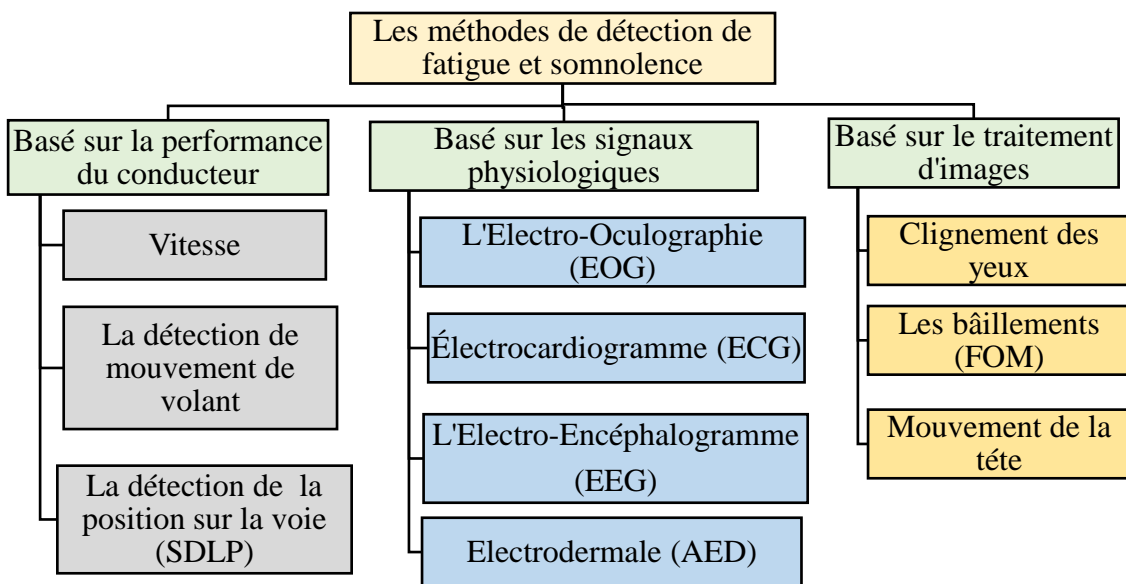 Les méthodes de détection de
fatigue et somnolence
Basé sur la performance
du conducteur
Vitesse
La détection de
mouvement de
volant
La détection de  la
position sur la voie
(SDLP)
Basé sur les signaux
physiologiques
L'Electro-Oculographie
(EOG)
Électrocardiogramme (ECG)
L'Electro-Encéphalogramme
(EEG)
Electrodermale (AED)
Basé sur le traitement
d'images
Clignement des
yeux
Les bâillements
(FOM)
Mouvement de la
téte